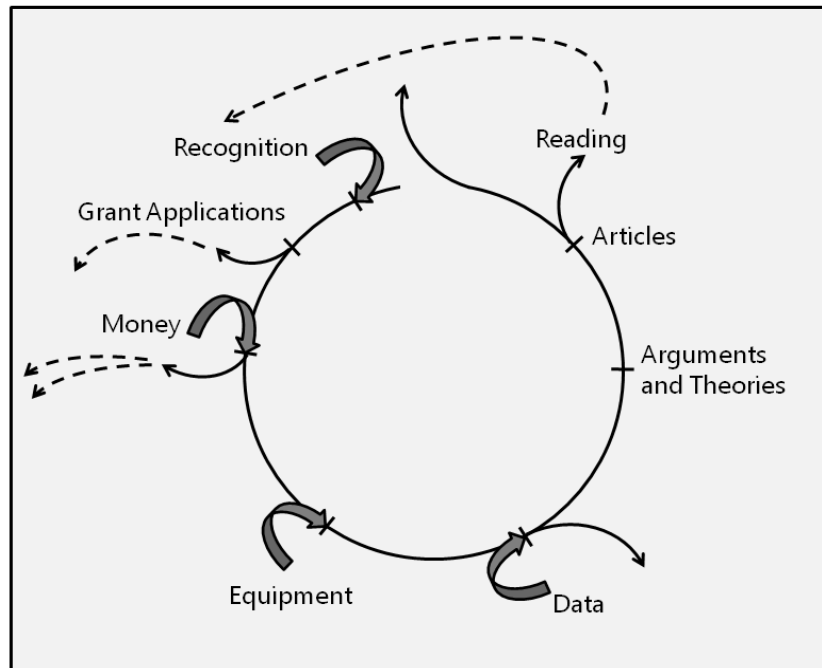 Recognition
Reading
Grant Applications
Articles
Money
Arguments
and Theories
Equipment
Data